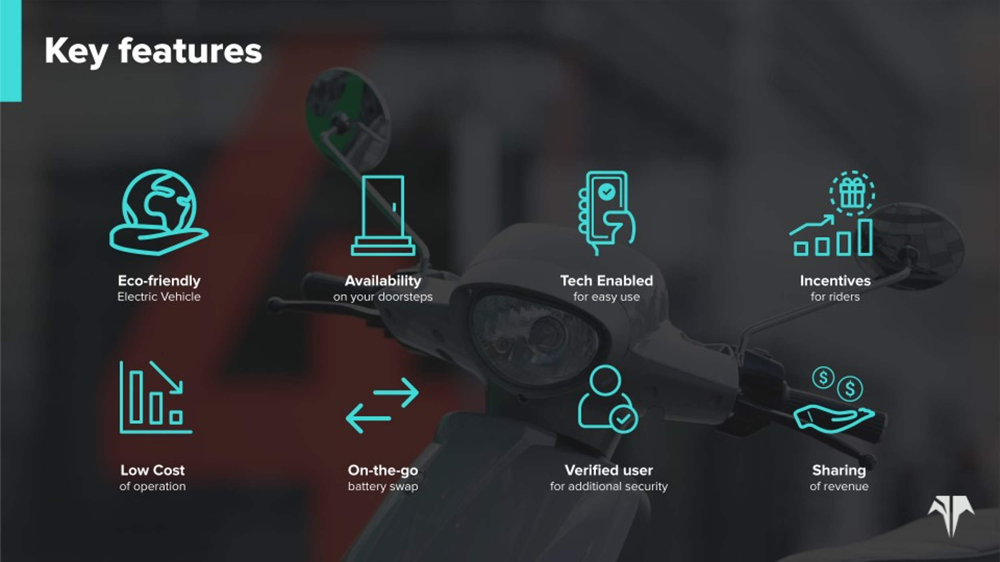 Key features
Eco-friendly
Electric Vehicle
Availability
on your doorsteps
Tech Enabled
for easy use
Incentives
for riders
Low Cost
of operation
On-the-go
battery swap
Verified user
for additional security
$ $
Sharing
of revenue